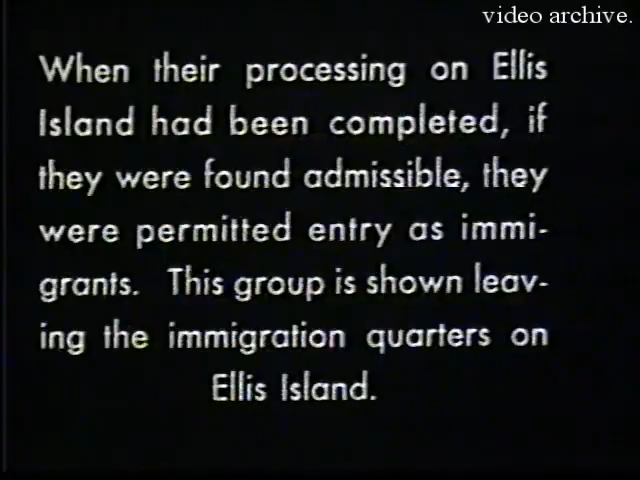 video archive.
When their processing on Ellis
Island had been completed, if
they were found admissible, they
were permitted entry as immi-
grants. This group is shown leav-
ing the immigration quarters on
Ellis Island.